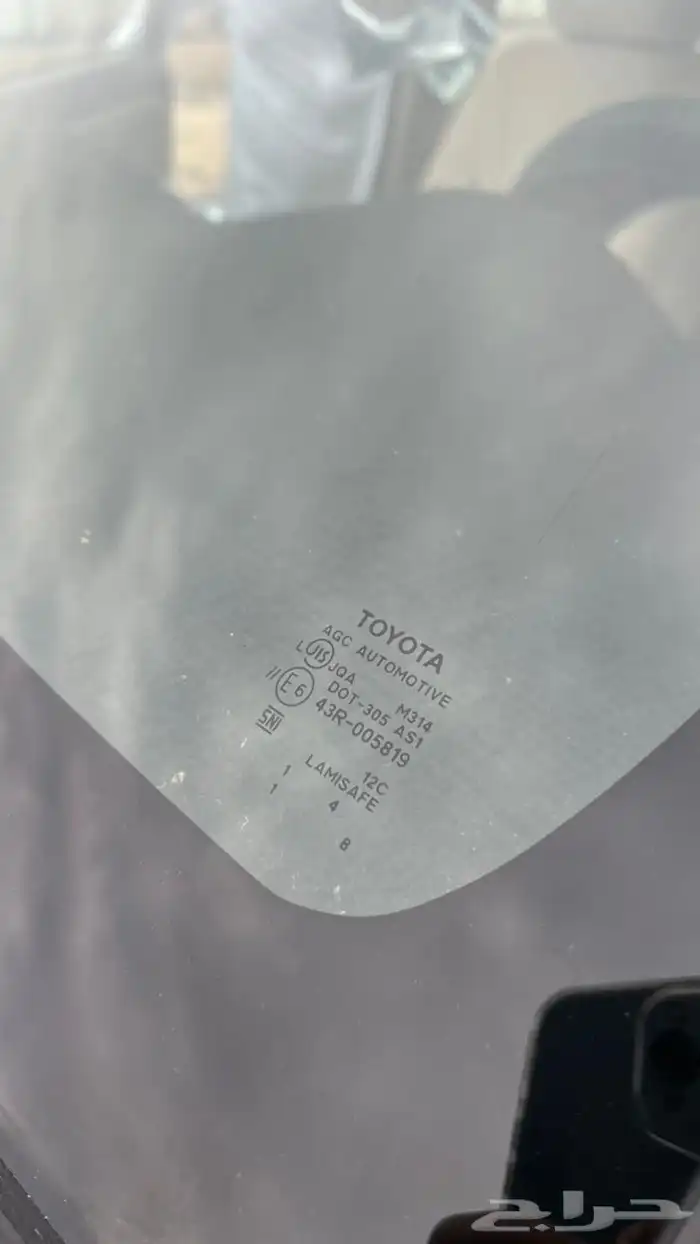 TOYOTA
AGC AUTOMOTIVE
L JIS JQA M314
DOT-305 AS1
// E6 43R-005819
SNI
12C
LAMISAFE
1
1 4
8
حراج